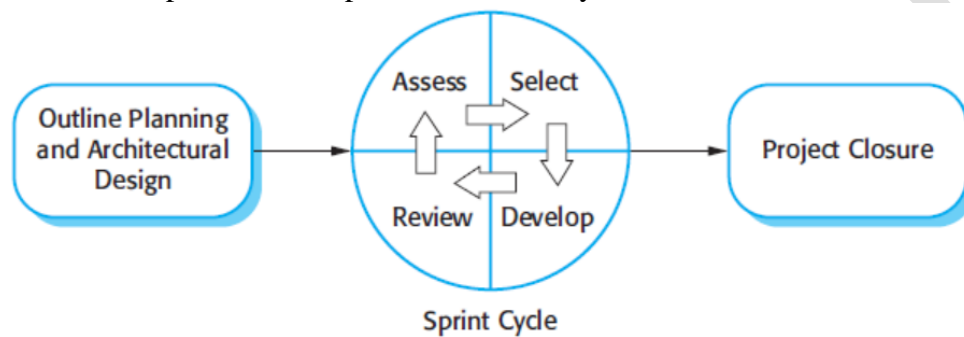 Assess
Select
Outline Planning
and Architectural
Design
Project Closure
Review
Develop
Sprint Cycle